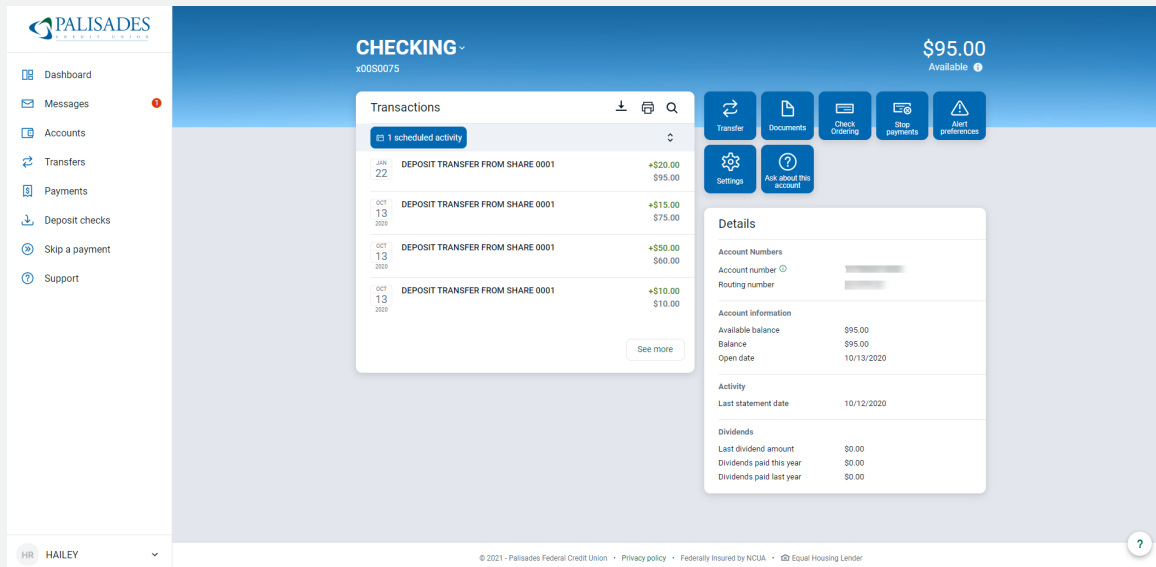 PALISADES
CREDIT UNION
Dashboard
Messages 1
Accounts
Transfers
Payments
Deposit checks
Skip a payment
Support
HR HAILEY
CHECKING
x00S0075
$95.00
Available
Transactions
1 scheduled activity
JAN 22 DEPOSIT TRANSFER FROM SHARE 0001 +$20.00
$95.00
OCT 13 2020 DEPOSIT TRANSFER FROM SHARE 0001 +$15.00
$75.00
OCT 13 2020 DEPOSIT TRANSFER FROM SHARE 0001 +$50.00
$60.00
OCT 13 2020 DEPOSIT TRANSFER FROM SHARE 0001 +$10.00
$10.00
See more
Transfer
Documents
Check Ordering
Stop payments
Alert preferences
Settings
Ask about this account
Details
Account Numbers
Account number
Routing number
Account information
Available balance $95.00
Balance $95.00
Open date 10/13/2020
Activity
Last statement date 10/12/2020
Dividends
Last dividend amount $0.00
Dividends paid this year $0.00
Dividends paid last year $0.00
© 2021 - Palisades Federal Credit Union • Privacy policy • Federally Insured by NCUA • Equal Housing Lender
?